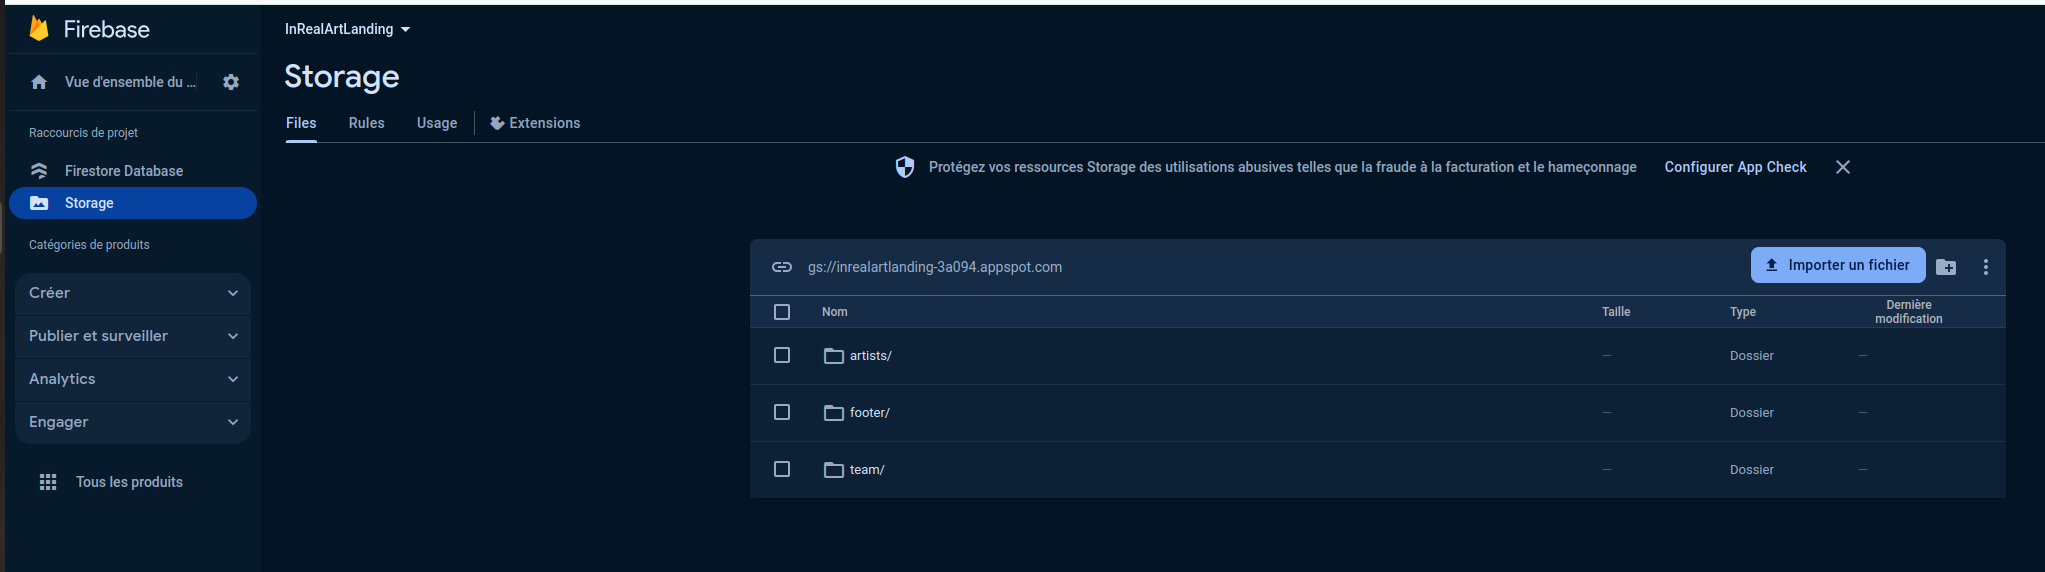 Firebase
Vue d'ensemble du ...
Raccourcis de projet
Firestore Database
Storage
Catégories de produits
Créer
Publier et surveiller
Analytics
Engager
Tous les produits
InRealArtLanding
Storage
Files Rules Usage Extensions
Protégez vos ressources Storage des utilisations abusives telles que la fraude à la facturation et le hameçonnage Configurer App Check
gs://inrealartlanding-3a094.appspot.com Importer un fichier
Nom Taille Type Dernière modification
artists/ — Dossier —
footer/ — Dossier —
team/ — Dossier —